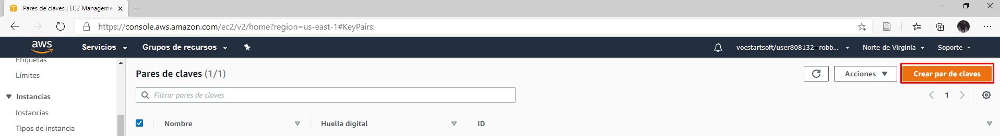 Pares de claves | EC2 Manageme
https://console.aws.amazon.com/ec2/v2/home?region=us-east-1#KeyPairs:
aws Servicios Grupos de recursos vocstartsoft/user808132=robb... Norte de Virginia Soporte
Etiquetas
Límites
Instancias
Instancias
Tipos de instancia
Pares de claves (1/1) Acciones Crear par de claves
Filtrar pares de claves 1
Nombre Huella digital ID